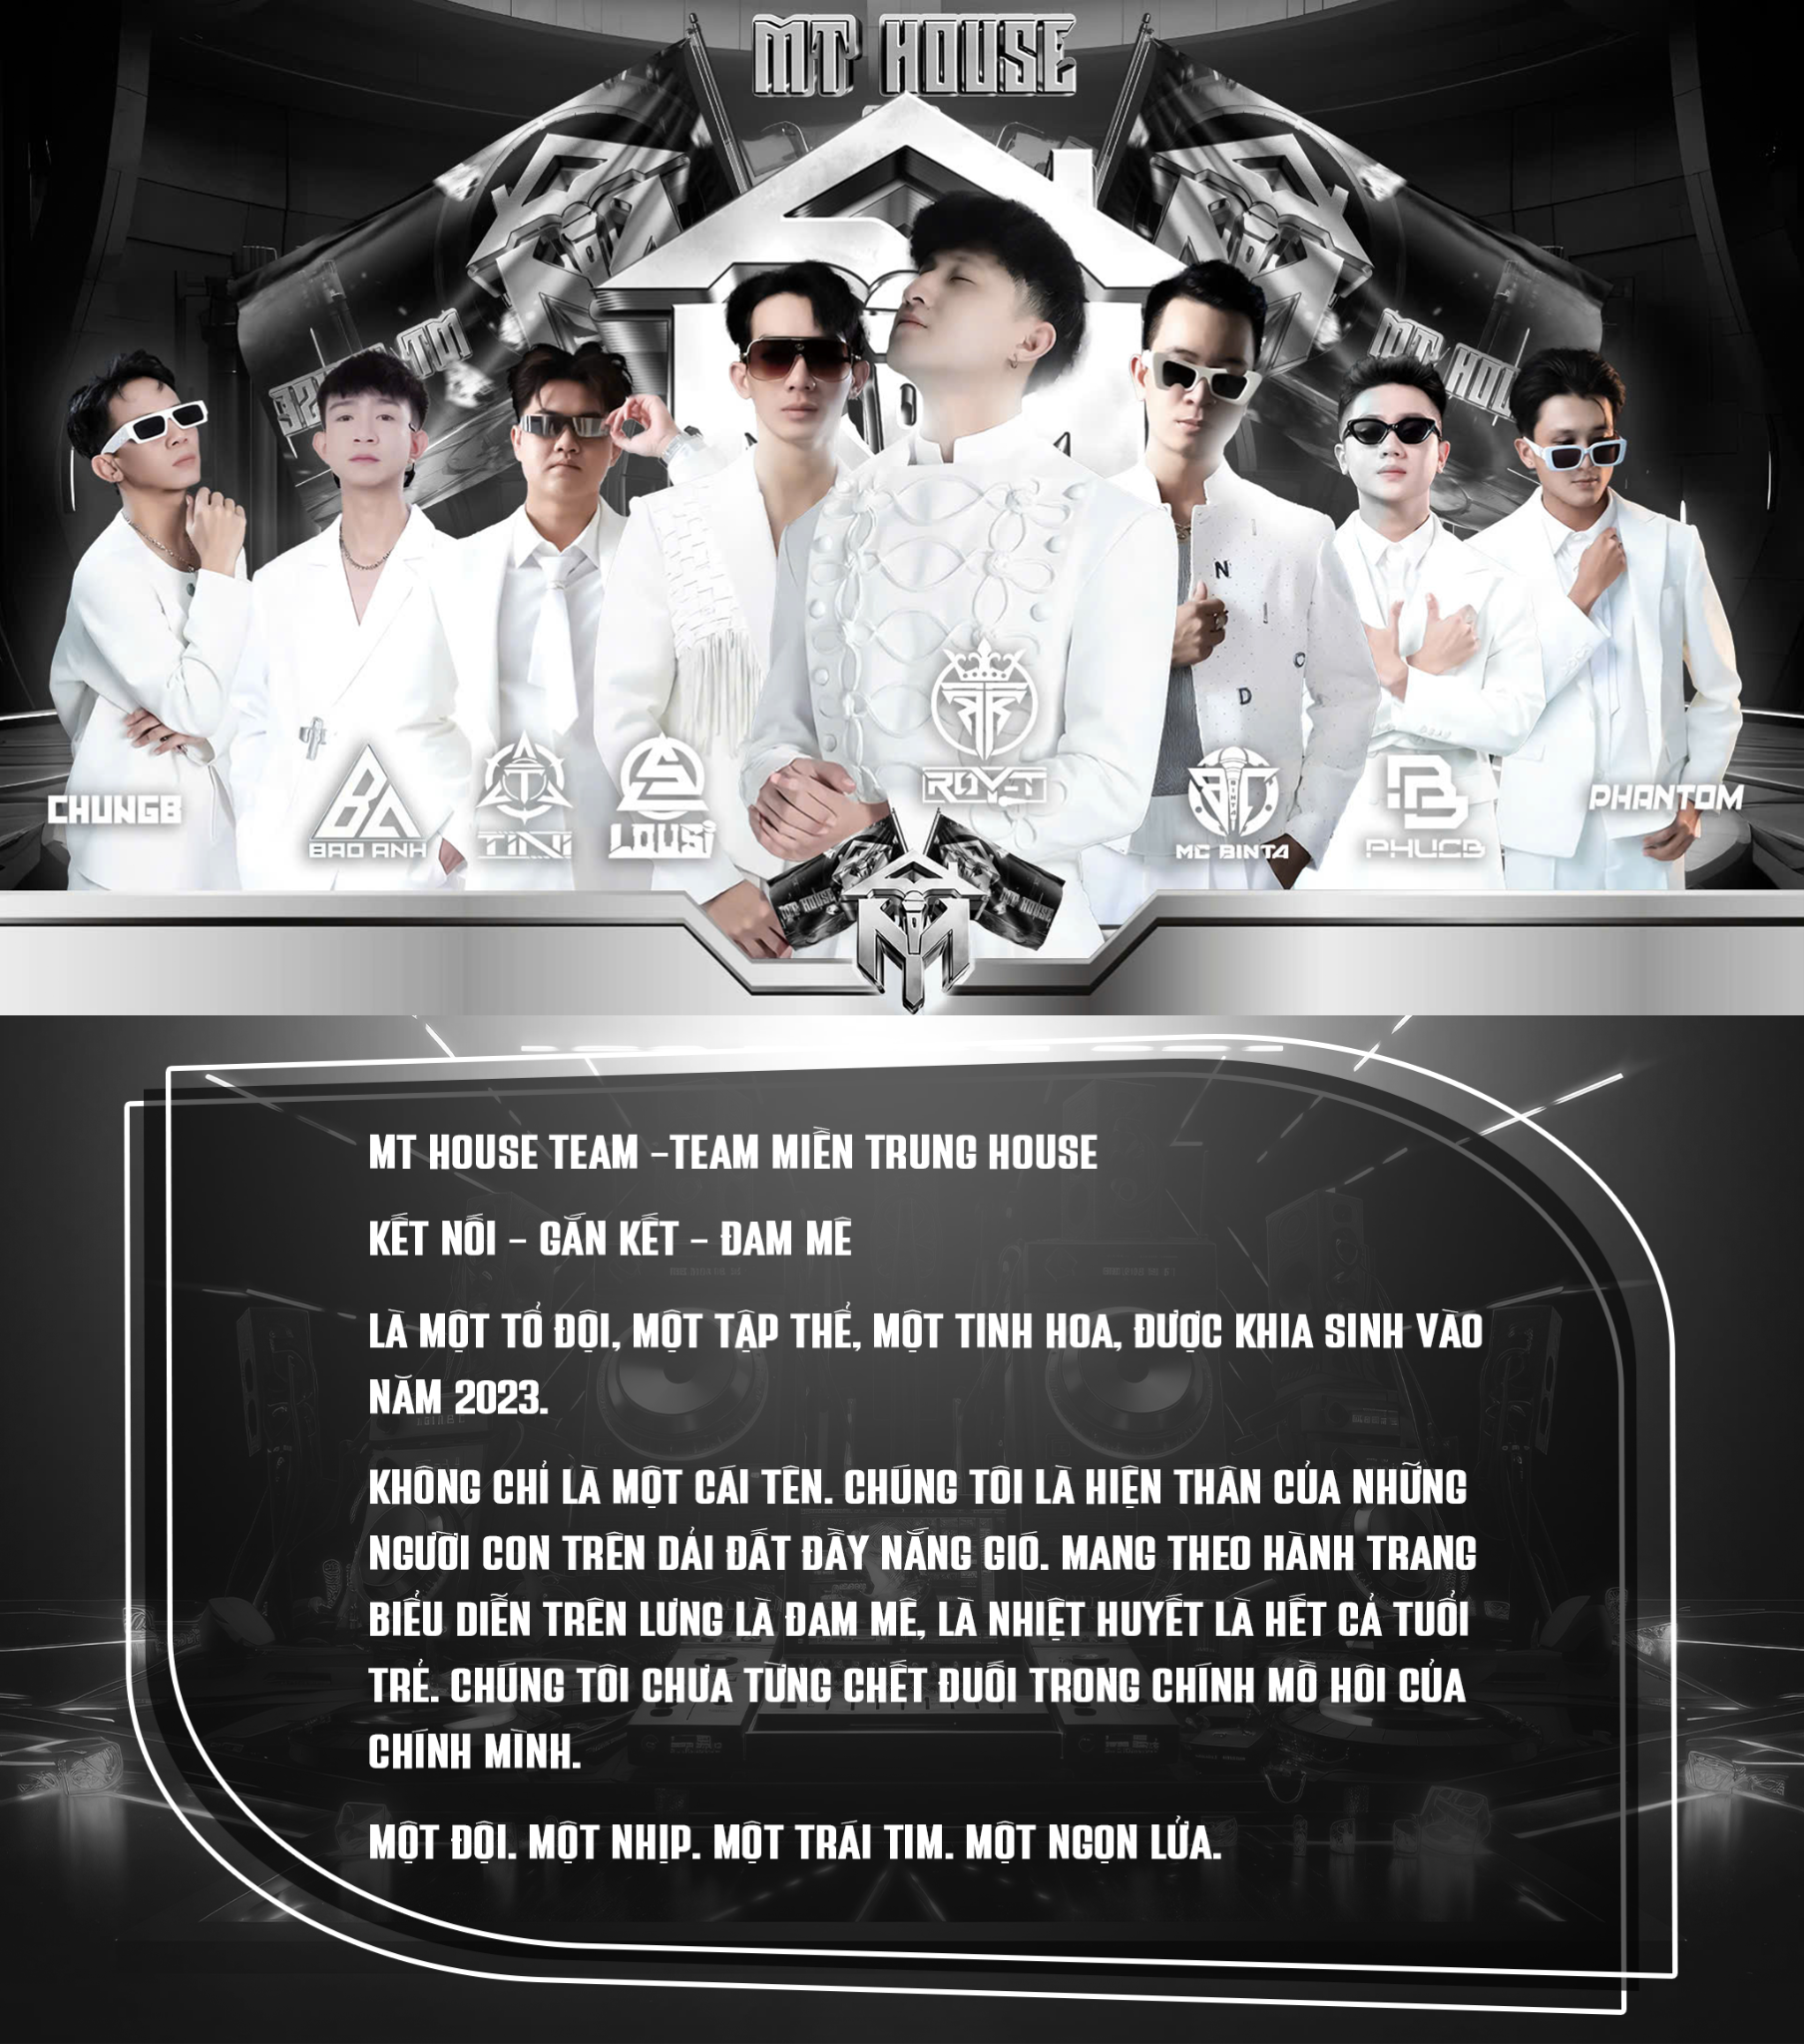 MT HOUSE
MT HOUSE
MT HOU
N
I
O
D
CHUNGB
BA
BAO ANH
T
TINI
LOUSI
ROYT
MC BINTA
B
PHUCB
PHANTOM
MT HOUSE
MT HOUSE
MT HOUSE TEAM -TEAM MIỀN TRUNG HOUSE
KẾT NỐI - GẮN KẾT - ĐAM MÊ
LÀ MỘT TỔ ĐỘI, MỘT TẬP THỂ, MỘT TINH HOA, ĐƯỢC KHIA SINH VÀO
NĂM 2023.
KHÔNG CHỈ LÀ MỘT CÁI TÊN. CHÚNG TÔI LÀ HIỆN THÂN CỦA NHỮNG
NGƯỜI CON TRÊN DẢI ĐẤT ĐẦY NẮNG GIÓ. MANG THEO HÀNH TRANG
BIỂU DIỄN TRÊN LƯNG LÀ ĐAM MÊ, LÀ NHIỆT HUYẾT LÀ HẾT CẢ TUỔI
TRẺ. CHÚNG TÔI CHƯA TỪNG CHẾT ĐUỐI TRONG CHÍNH MỒ HÔI CỦA
CHÍNH MÌNH.
MỘT ĐỘI. MỘT NHỊP. MỘT TRÁI TIM. MỘT NGỌN LỬA.